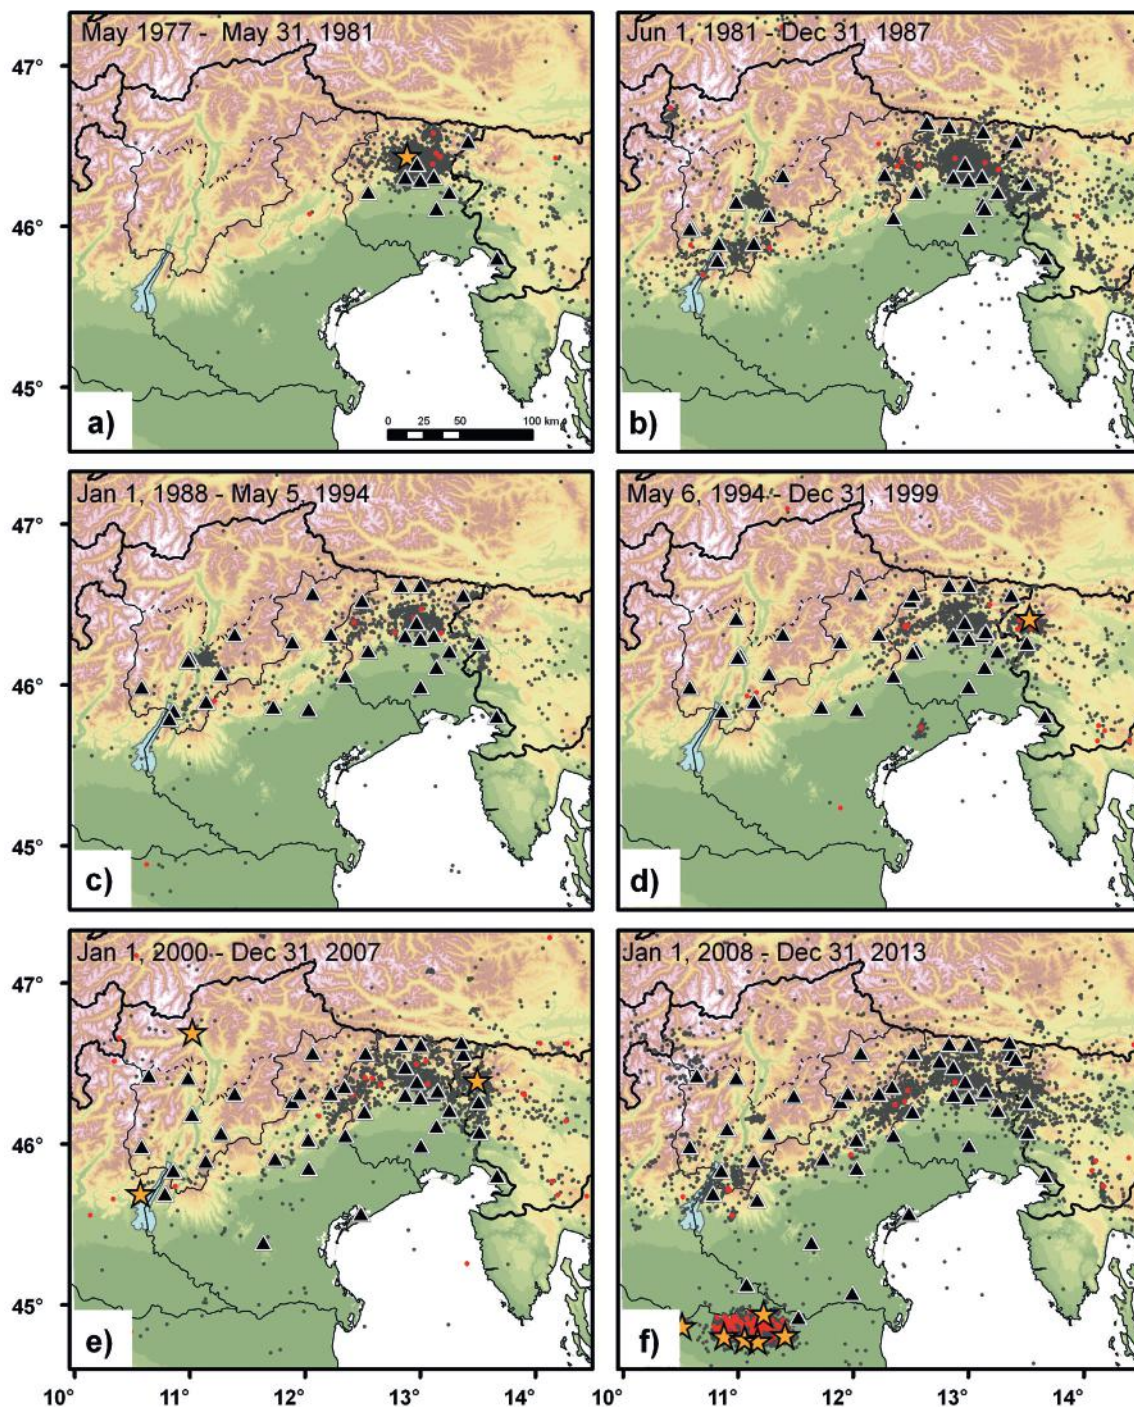 May 1977 - May 31, 1981
Jun 1, 1981 - Dec 31, 1987
47°
46°
45°
0 25 50 100 km
a)
b)
Jan 1, 1988 - May 5, 1994
May 6, 1994 - Dec 31, 1999
47°
46°
45°
c)
d)
Jan 1, 2000 - Dec 31, 2007
Jan 1, 2008 - Dec 31, 2013
47°
46°
45°
e)
f)
10° 11° 12° 13° 14° 10° 11° 12° 13° 14°